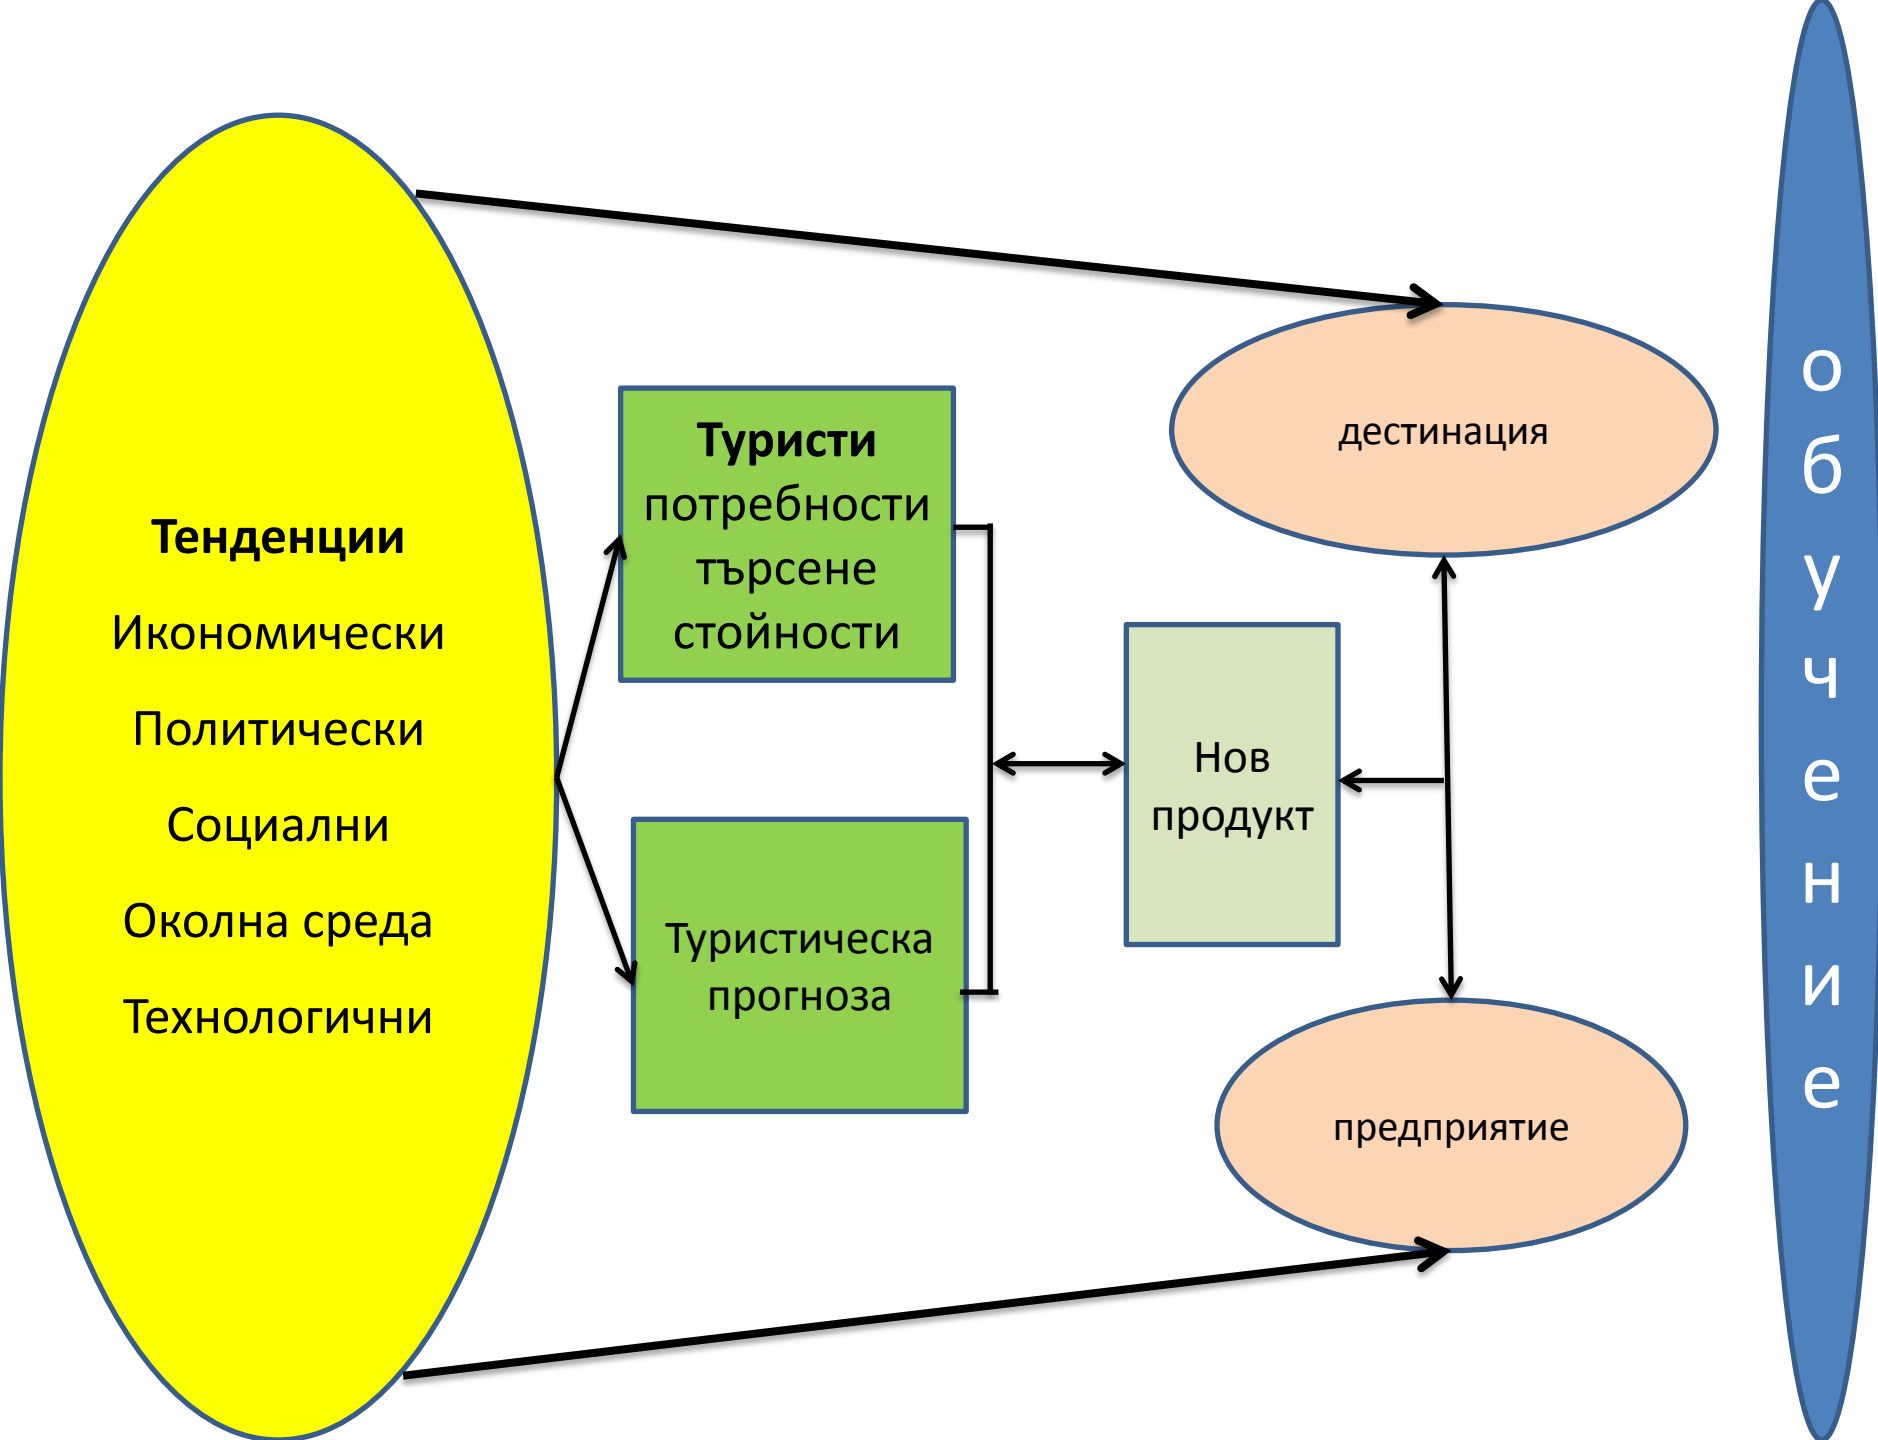 Тенденции
Икономически
Политически
Социални
Околна среда
Технологични
Туристи
потребности
търсене
стойности
Туристическа
прогноза
Нов
продукт
дестинация
предприятие
о
б
у
ч
е
н
и
е